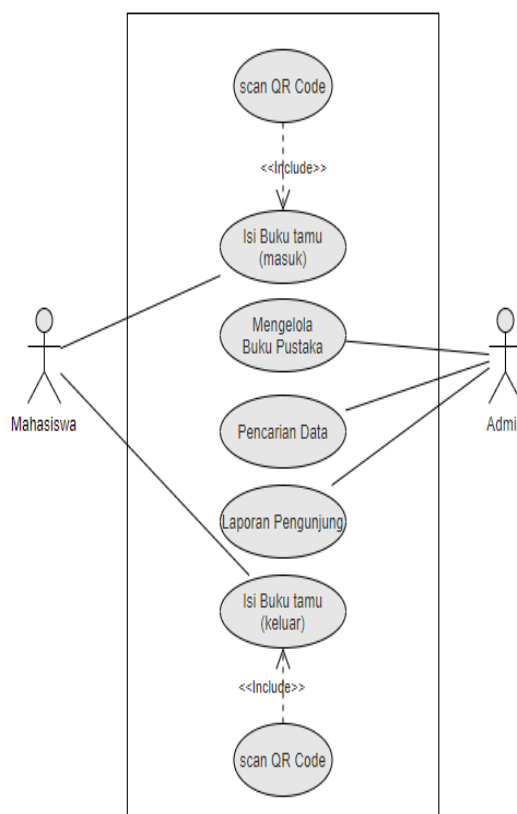 scan QR Code
<<Include>>
Isi Buku tamu
(masuk)
Mengelola
Buku Pustaka
Mahasiswa
Admi
Pencarian Data
Laporan Pengunjung
Isi Buku tamu
(keluar)
<<Include>>
scan QR Code